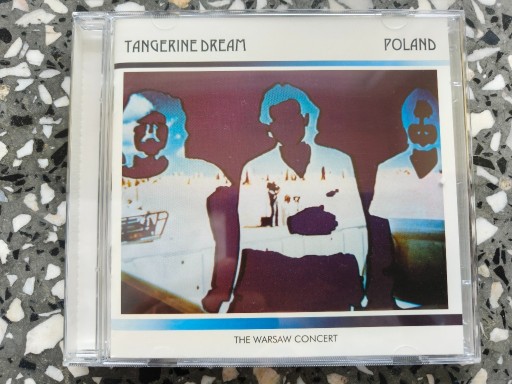 TANGERINE DREAM
POLAND
THE WARSAW CONCERT